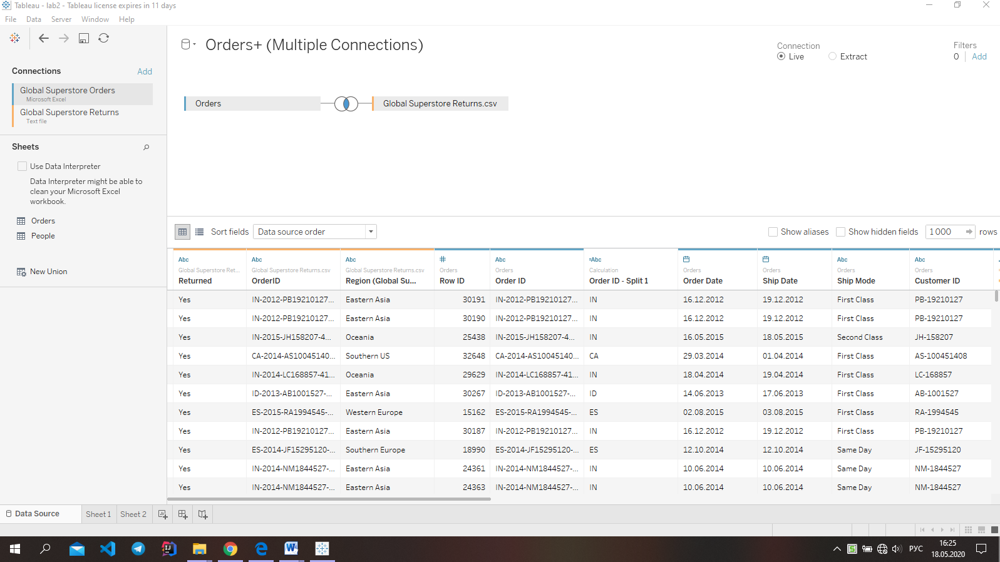 Tableau - lab2 - Tableau license expires in 11 days
File Data Server Window Help
Orders+ (Multiple Connections)
Connection
Live Extract
Filters
0 Add
Connections Add
Global Superstore Orders
Microsoft Excel
Global Superstore Returns
Text file
Orders Global Superstore Returns.csv
Sheets
Use Data Interpreter
Data Interpreter might be able to
clean your Microsoft Excel
workbook.
Orders
People
New Union
Sort fields Data source order Show aliases Show hidden fields 1 000 rows
Abc Abc Abc # Abc =Abc Abc Abc
Global Superstore Ret... Global Superstore Returns.csv Global Superstore Returns.csv Orders Orders Calculation Orders Orders Orders Orders
Returned OrderID Region (Global Su... Row ID Order ID Order ID - Split 1 Order Date Ship Date Ship Mode Customer ID
Yes IN-2012-PB19210127... Eastern Asia 30191 IN-2012-PB19210127... IN 16.12.2012 19.12.2012 First Class PB-19210127
Yes IN-2012-PB19210127... Eastern Asia 30190 IN-2012-PB19210127... IN 16.12.2012 19.12.2012 First Class PB-19210127
Yes IN-2015-JH158207-4... Oceania 25438 IN-2015-JH158207-4... IN 16.05.2015 18.05.2015 Second Class JH-158207
Yes CA-2014-AS10045140... Southern US 32648 CA-2014-AS10045140... CA 29.03.2014 01.04.2014 First Class AS-100451408
Yes IN-2014-LC168857-41... Oceania 29629 IN-2014-LC168857-41... IN 18.04.2014 19.04.2014 First Class LC-168857
Yes ID-2013-AB1001527-... Eastern Asia 30267 ID-2013-AB1001527-... ID 14.06.2013 17.06.2013 First Class AB-1001527
Yes ES-2015-RA1994545-... Western Europe 15162 ES-2015-RA1994545-... ES 02.08.2015 03.08.2015 First Class RA-1994545
Yes IN-2012-PB19210127... Eastern Asia 30187 IN-2012-PB19210127... IN 16.12.2012 19.12.2012 First Class PB-19210127
Yes ES-2014-JF15295120-... Southern Europe 18990 ES-2014-JF15295120-... ES 12.10.2014 12.10.2014 Same Day JF-15295120
Yes IN-2014-NM1844527-... Eastern Asia 24361 IN-2014-NM1844527-... IN 10.06.2014 10.06.2014 Same Day NM-1844527
Yes IN-2014-NM1844527-... Eastern Asia 24363 IN-2014-NM1844527-... IN 10.06.2014 10.06.2014 Same Day NM-1844527
Data Source Sheet 1 Sheet 2
РУС 16:25
18.05.2020